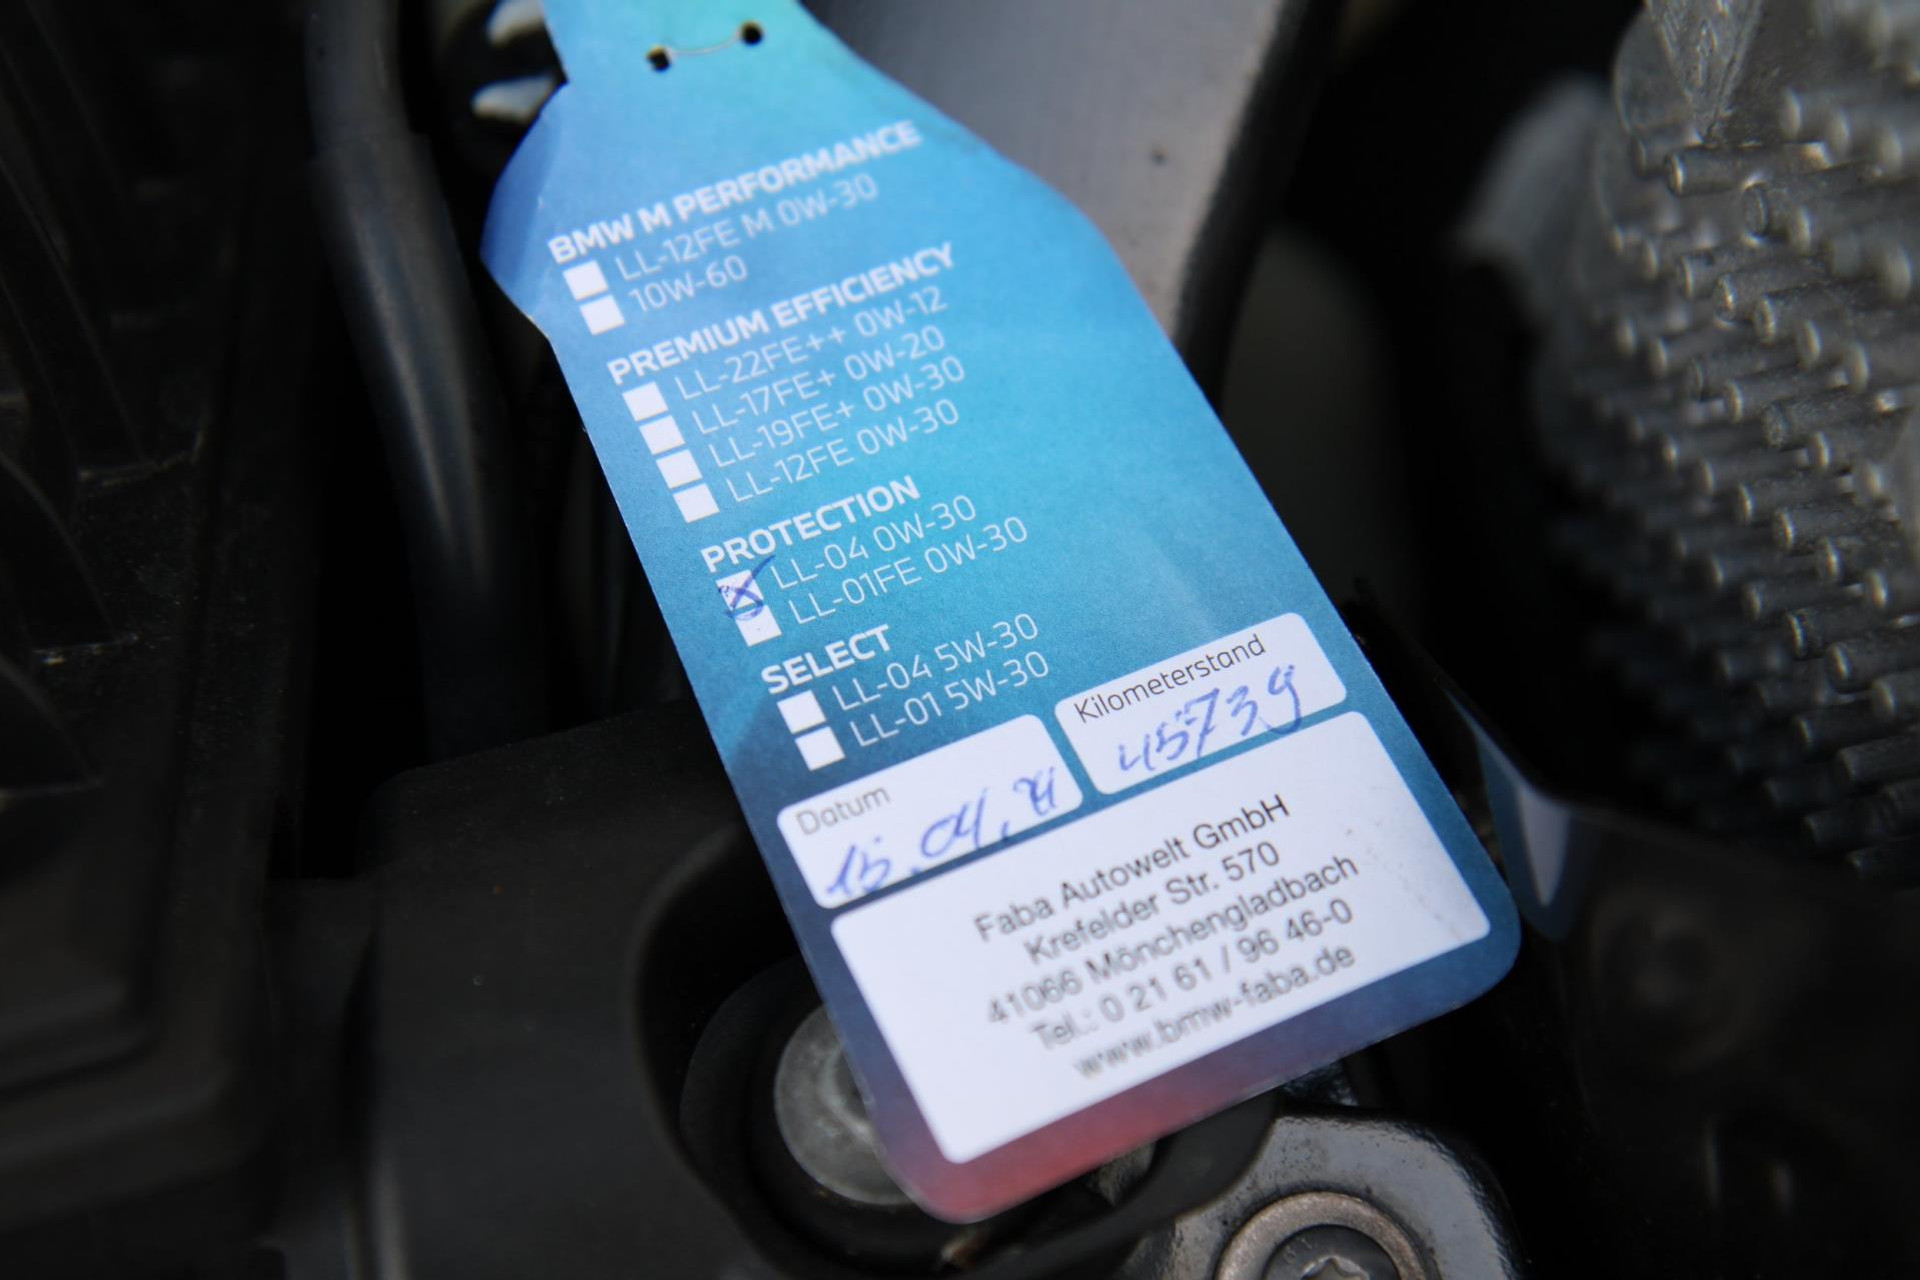 BMW M PERFORMANCE
LL-12FE M 0W-30
10W-60
PREMIUM EFFICIENCY
LL-22FE++ 0W-12
LL-17FE+ 0W-20
LL-19FE+ 0W-30
LL-12FE 0W-30
PROTECTION
LL-04 0W-30
LL-01FE 0W-30
SELECT
LL-04 5W-30
LL-01 5W-30
Datum
15.04.
Kilometerstand
45739
Faba Autowelt GmbH
Krefelder Str. 570
41066 Mönchengladbach
Tel.: 0 21 61 / 96 46-0
www.bmw-faba.de